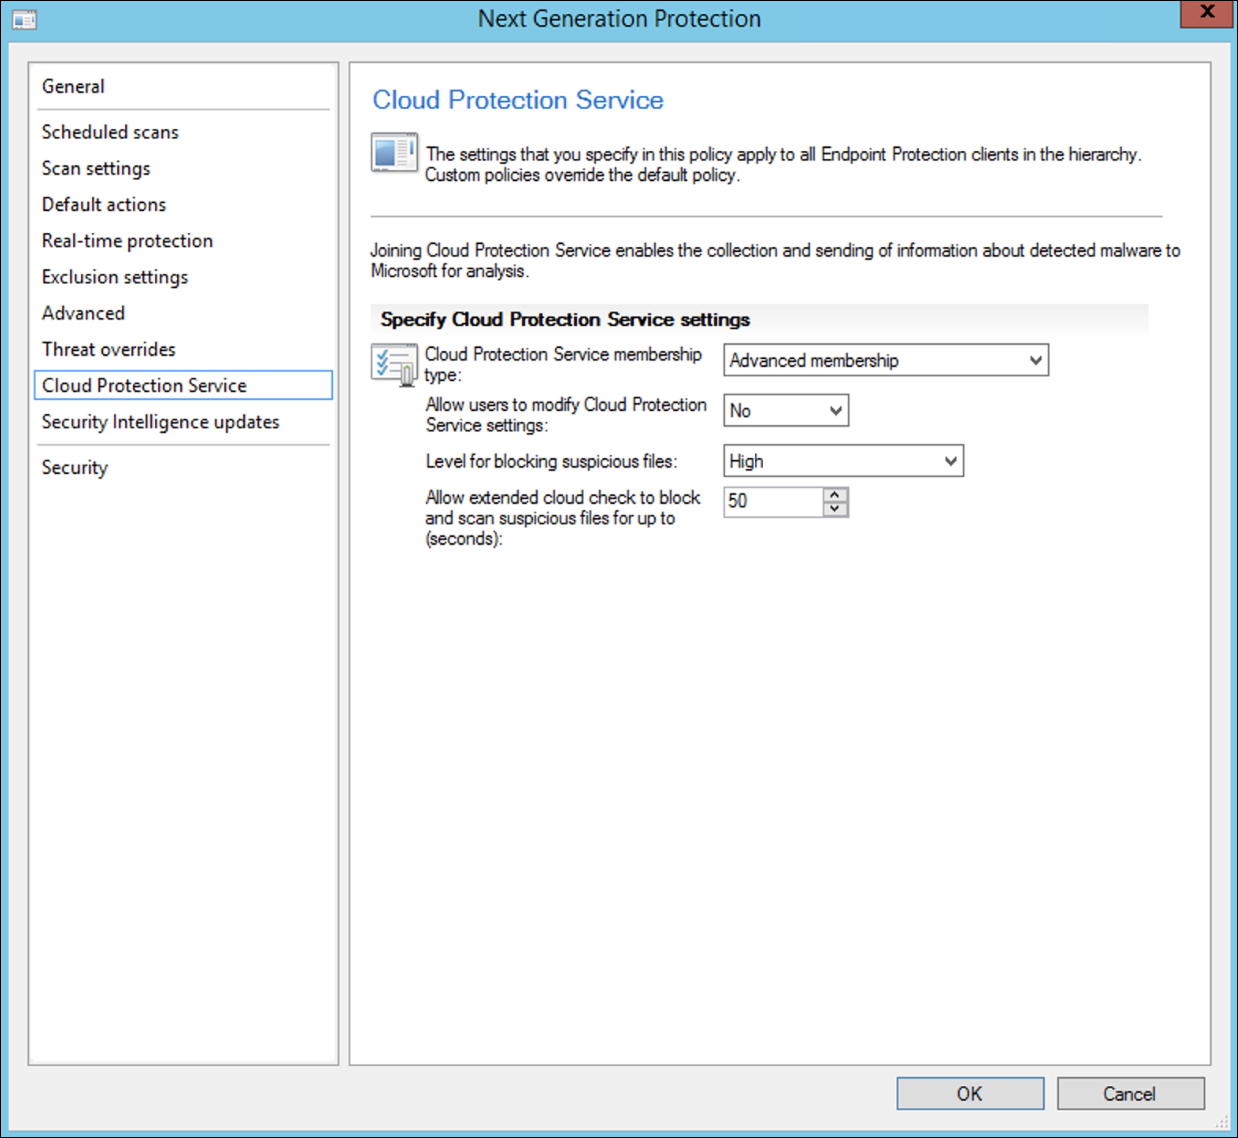 Next Generation Protection
X
General
Scheduled scans
Scan settings
Default actions
Real-time protection
Exclusion settings
Advanced
Threat overrides
Cloud Protection Service
Security Intelligence updates
Security
Cloud Protection Service
The settings that you specify in this policy apply to all Endpoint Protection clients in the hierarchy.
Custom policies override the default policy.
Joining Cloud Protection Service enables the collection and sending of information about detected malware to
Microsoft for analysis.
Specify Cloud Protection Service settings
Cloud Protection Service membership
type:
Advanced membership
Allow users to modify Cloud Protection
Service settings:
No
Level for blocking suspicious files:
High
Allow extended cloud check to block
and scan suspicious files for up to
(seconds):
50
OK
Cancel